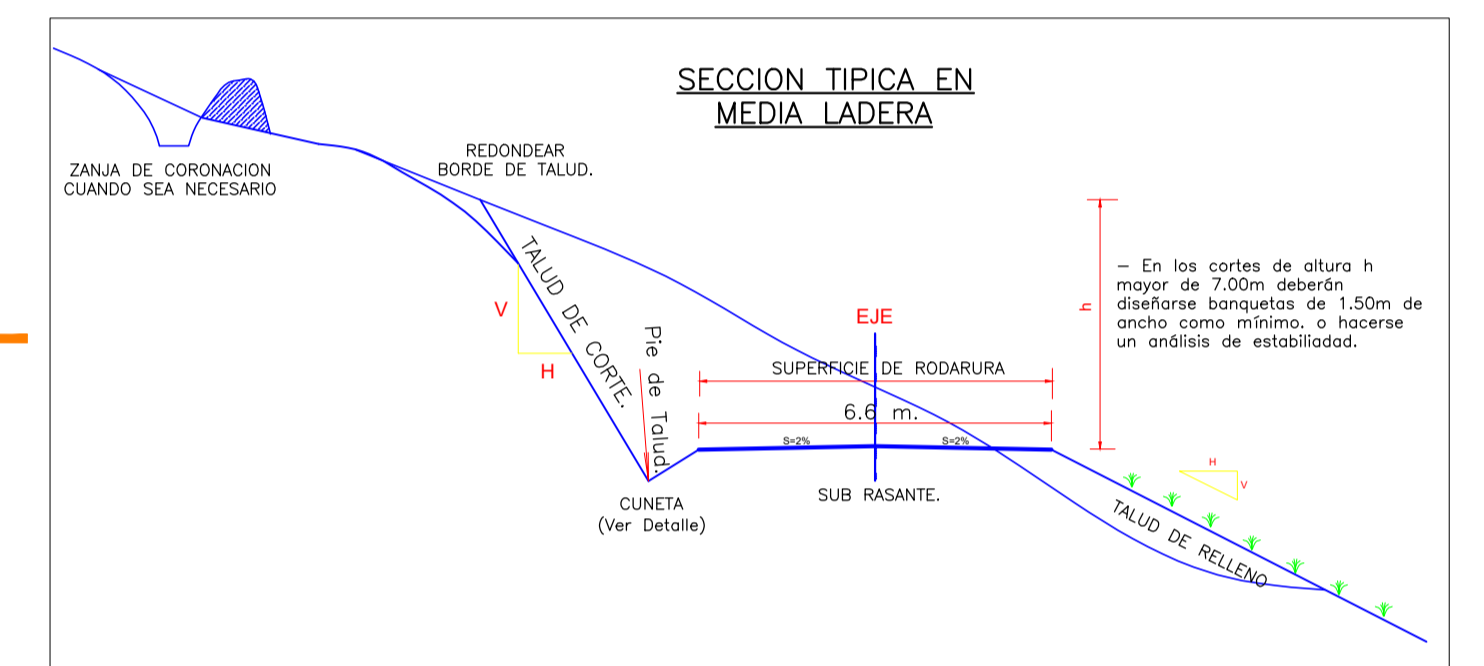 SECCION TIPICA EN
MEDIA LADERA
ZANJA DE CORONACION
CUANDO SEA NECESARIO
REDONDEAR
BORDE DE TALUD.
TALUD DE CORTE.
V
H
Pie de Talud.
CUNETA
(Ver Detalle)
EJE
SUPERFICIE DE RODARURA
6.6 m.
S=2%
S=2%
SUB RASANTE.
h
– En los cortes de altura h
mayor de 7.00m deberán
diseñarse banquetas de 1.50m de
ancho como mínimo. o hacerse
un análisis de estabiliadad.
H
V
TALUD DE RELLENO